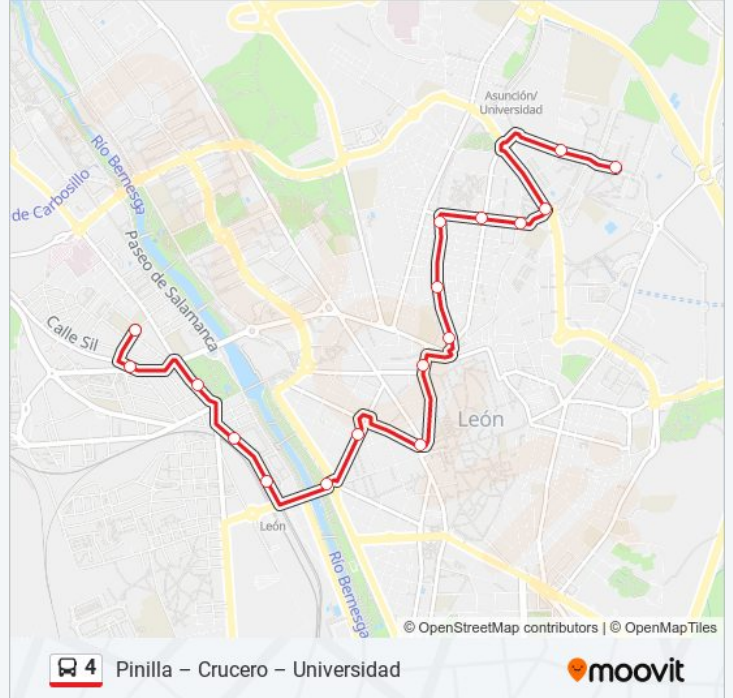 Asunción/
Universidad
Río Bernesga
de Carbosillo
Paseo de Salamanca
Calle Sil
León
León
Río Bernesga
© OpenStreetMap contributors | © OpenMapTiles
4 Pinilla – Crucero – Universidad
moovit